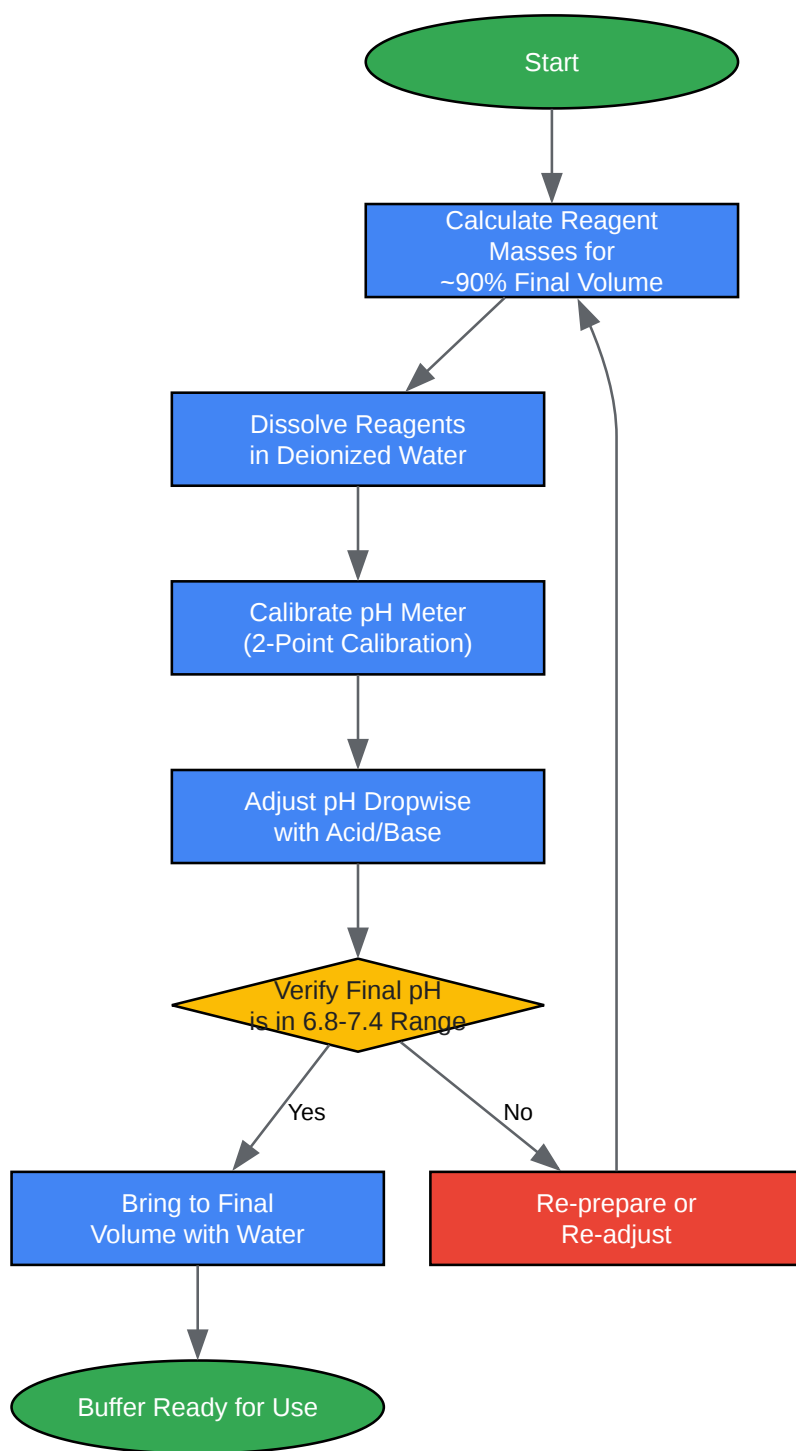 Start
Calculate Reagent
Masses for
~90% Final Volume
Dissolve Reagents
in Deionized Water
Calibrate pH Meter
(2-Point Calibration)
Adjust pH Dropwise
with Acid/Base
Verify Final pH
is in 6.8-7.4 Range
Yes
No
Bring to Final
Volume with Water
Re-prepare or
Re-adjust
Buffer Ready for Use